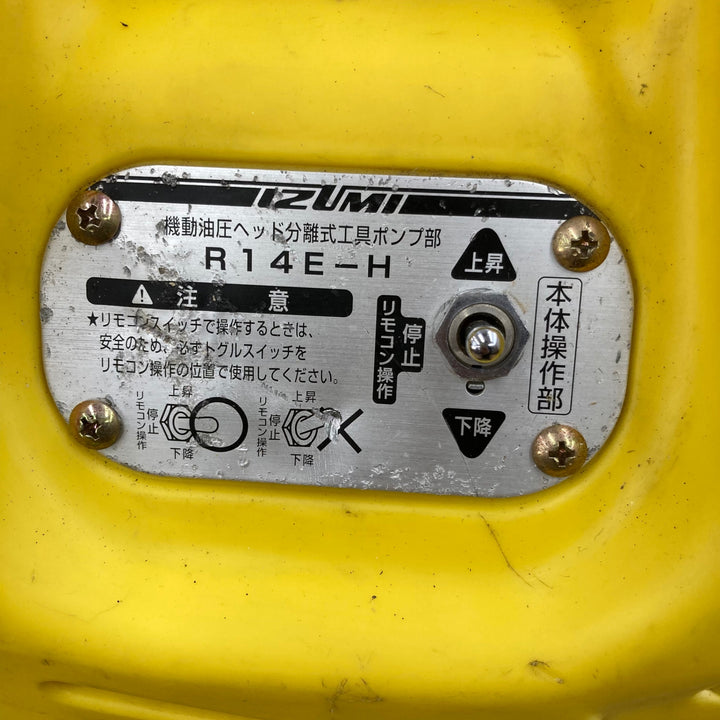 IZUMI
機動油圧ヘッド分離式工具ポンプ部
R14E-H
注意
★リモコンスイッチで操作するときは、
安全のため、必ずトグルスイッチを
リモコン操作の位置で使用してください。
上昇
停止
リモコン操作
下降
上昇
停止
リモコン操作
下降
上昇
停止
リモコン操作
下降
本体操作部